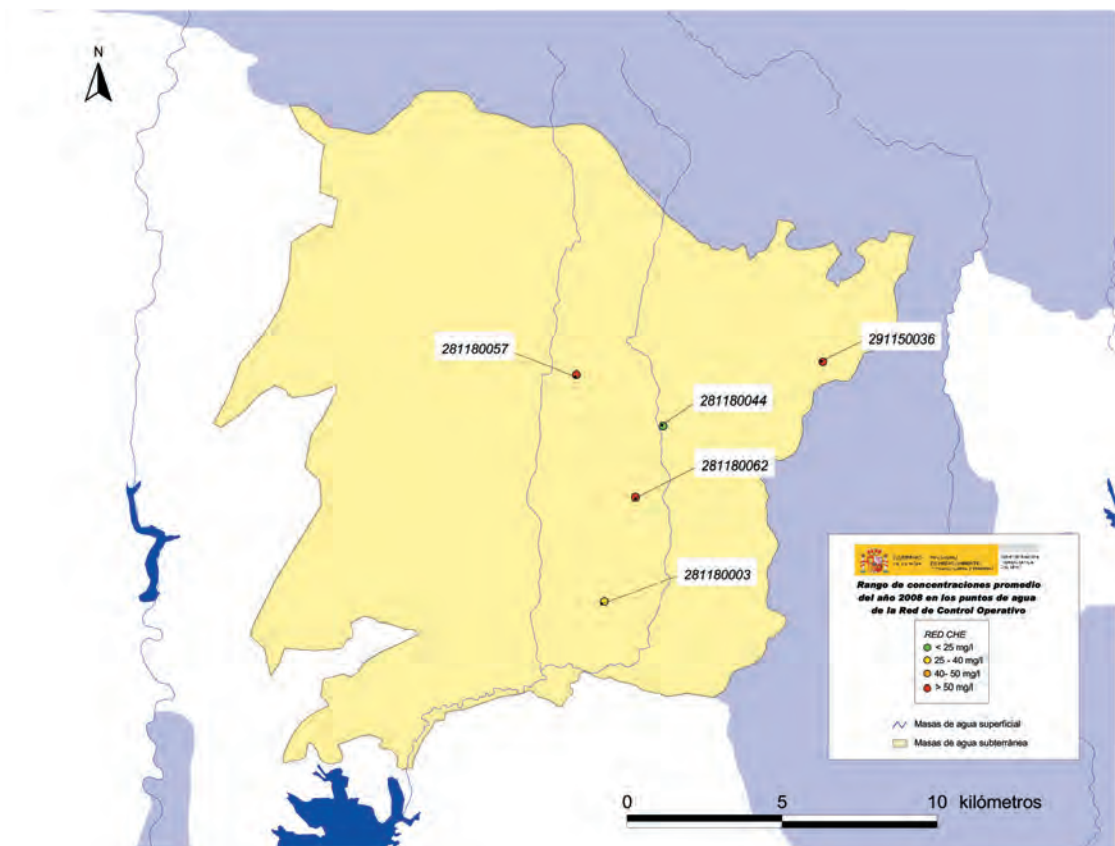 N
281180057
291150036
281180044
281180062
281180003
Rango de concentraciones promedio
del año 2008 en los puntos de agua
de la Red de Control Operativo
RED CHE
< 25 mg/l
25 - 40 mg/l
40- 50 mg/l
> 50 mg/l
Masas de agua superficial
Masas de agua subterránea
0 5 10 kilómetros